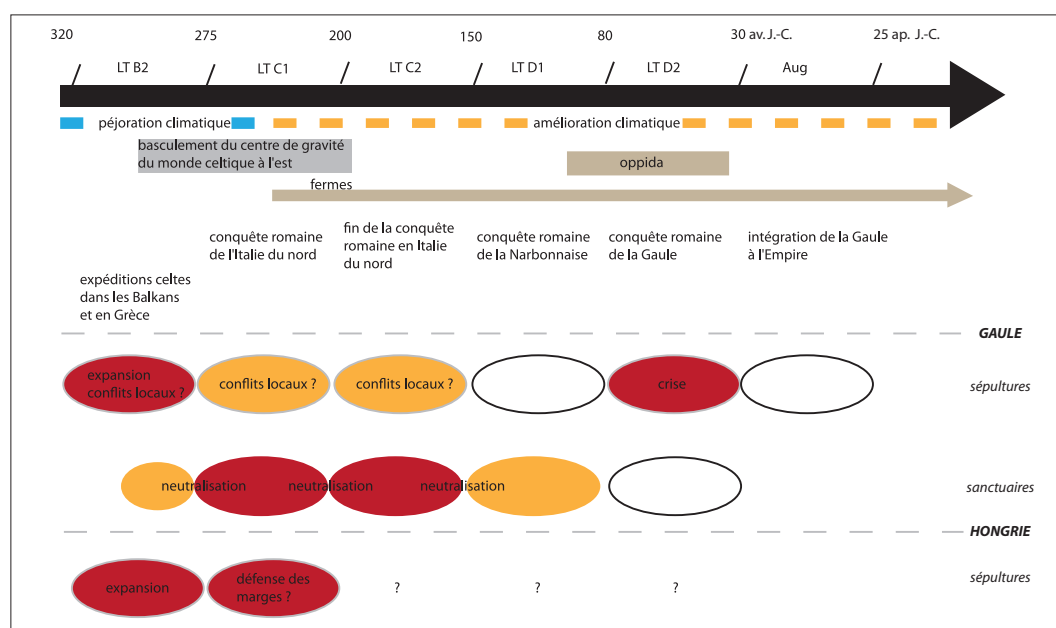 320 275 200 150 80 30 av.J.-C. 25 ap. J.-C.
LT B2 LT C1 LT C2 LT D1 LT D2 Aug
péjoration climatique amélioration climatique
basculement du centre de gravité
du monde celtique à l'est
oppida
fermes
conquête romaine
de l'Italie du nord
fin de la conquête
romaine en Italie
du nord
conquête romaine
de la Narbonnaise
conquête romaine
de la Gaule
intégration de la Gaule
à l'Empire
expéditions celtes
dans les Balkans
et en Grèce
GAULE
expansion
conflits locaux ?
conflits locaux ?
conflits locaux ?
crise
sépultures
neutralisation neutralisation neutralisation
sanctuaires
HONGRIE
expansion
défense des
marges ?
? ? ?
sépultures